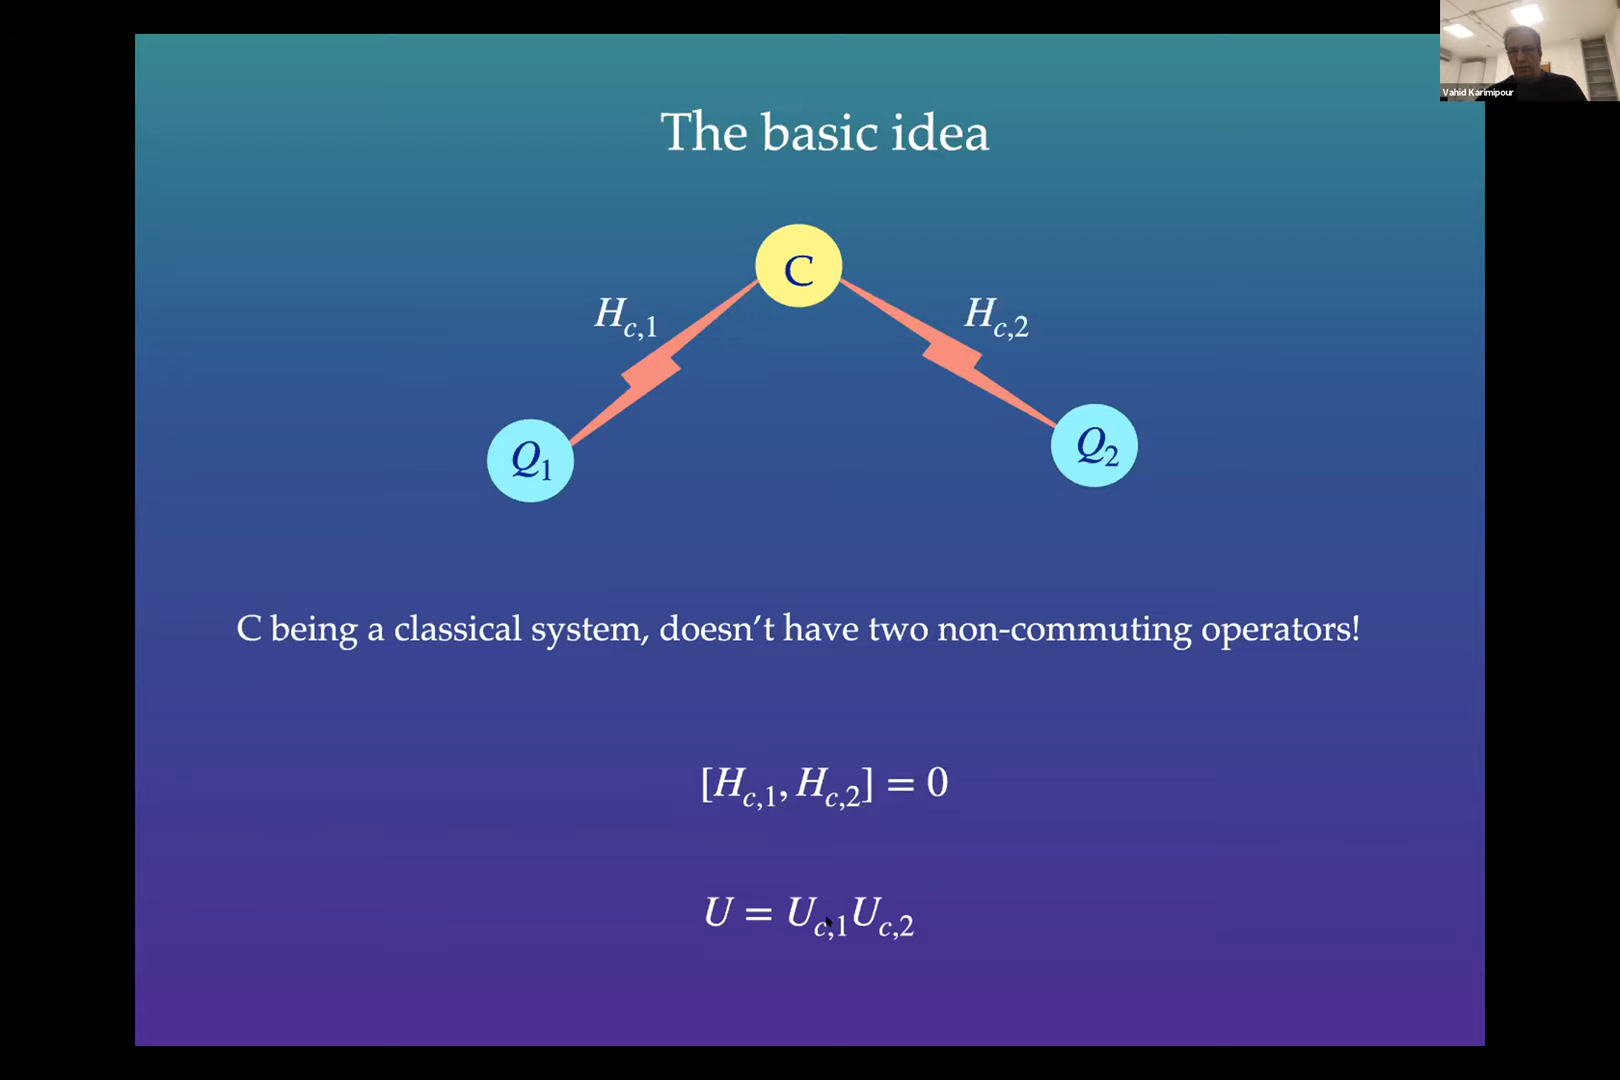 Vahid Karimipour
The basic idea
C
H_{c,1}
H_{c,2}
Q_1
Q_2
C being a classical system, doesn't have two non-commuting operators!
[H_{c,1}, H_{c,2}] = 0
U = U_{c,1}U_{c,2}